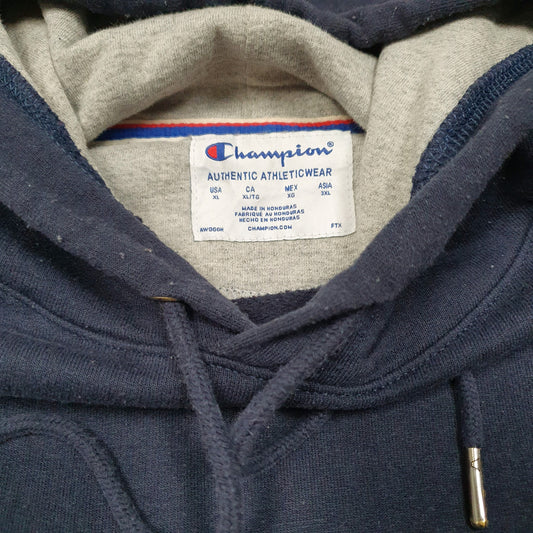 Champion®
AUTHENTIC ATHLETICWEAR
USA CA MEX ASIA
XL XL/TG XG 3XL
MADE IN HONDURAS
FABRIQUÉ AU HONDURAS
HECHO EN HONDURAS
AW0GGH CHAMPION.COM FTX